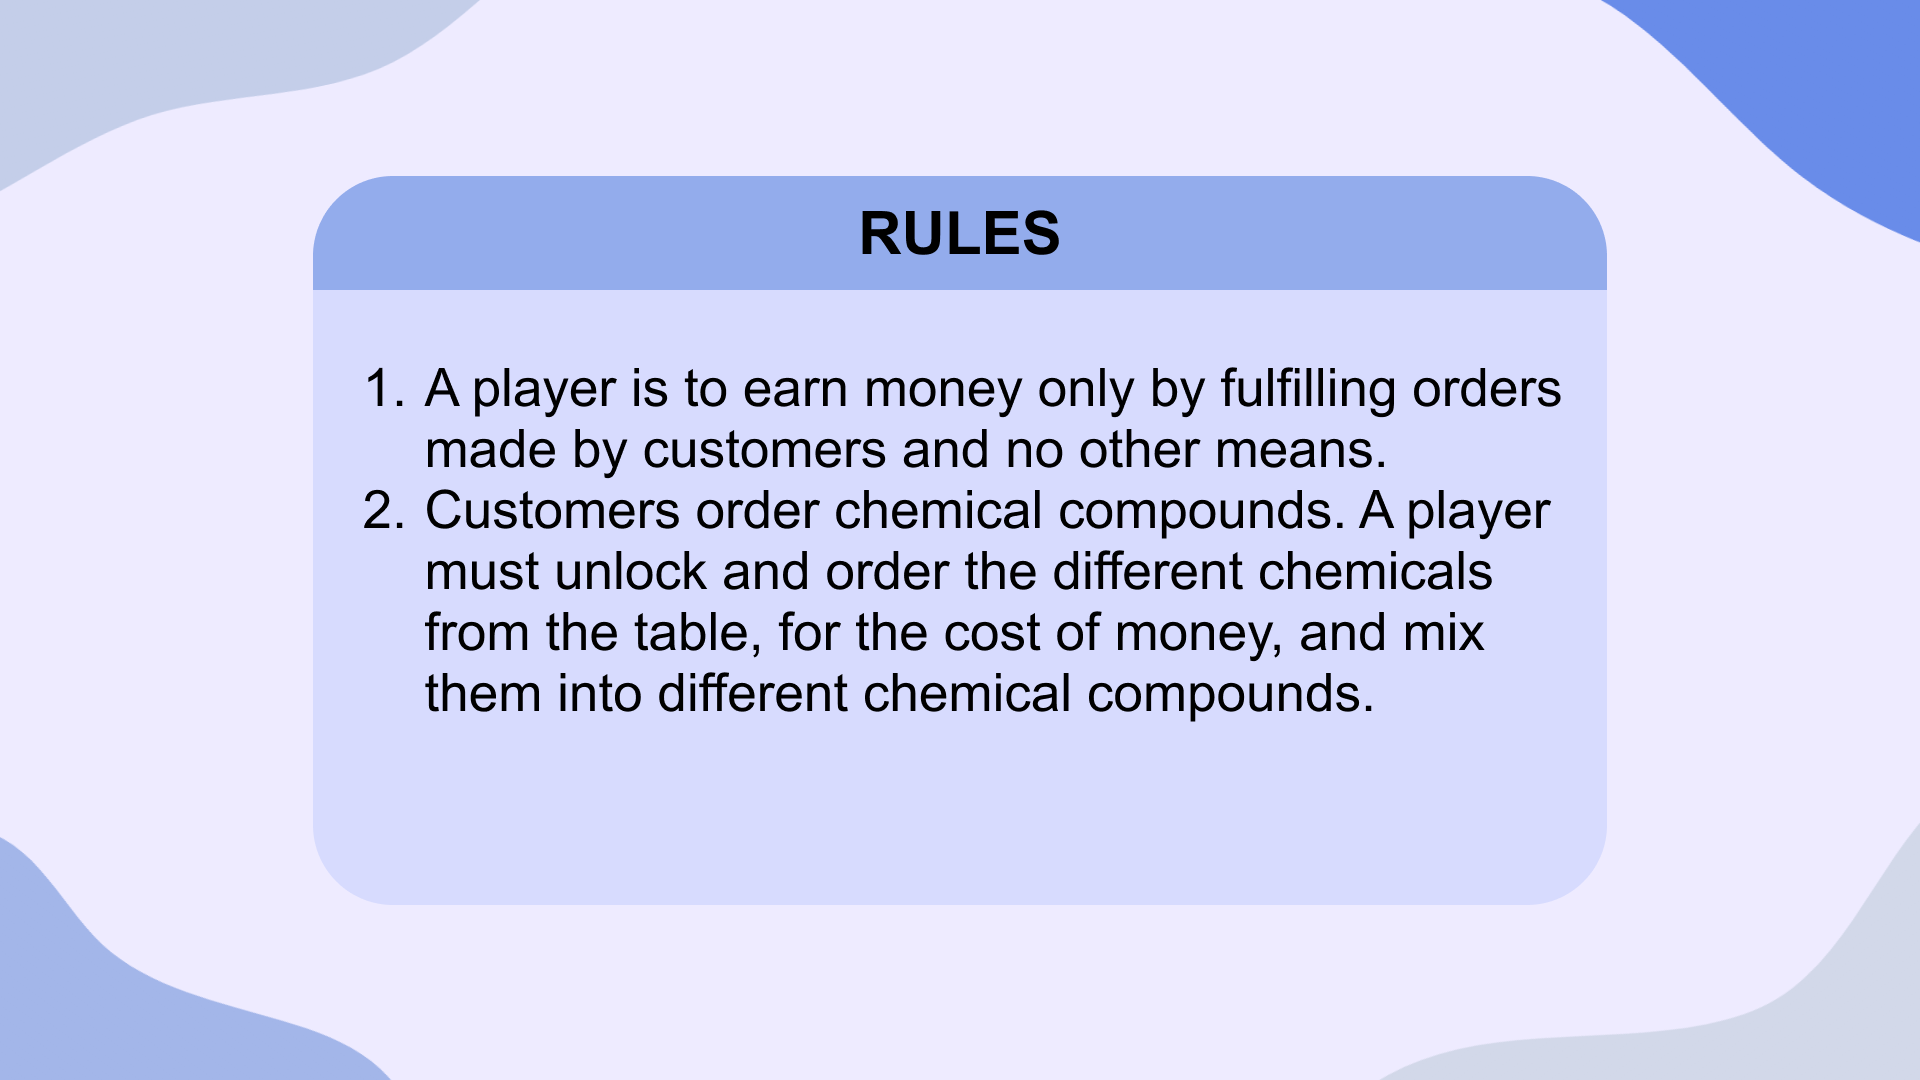 RULES
1. A player is to earn money only by fulfilling orders
made by customers and no other means.
2. Customers order chemical compounds. A player
must unlock and order the different chemicals
from the table, for the cost of money, and mix
them into different chemical compounds.